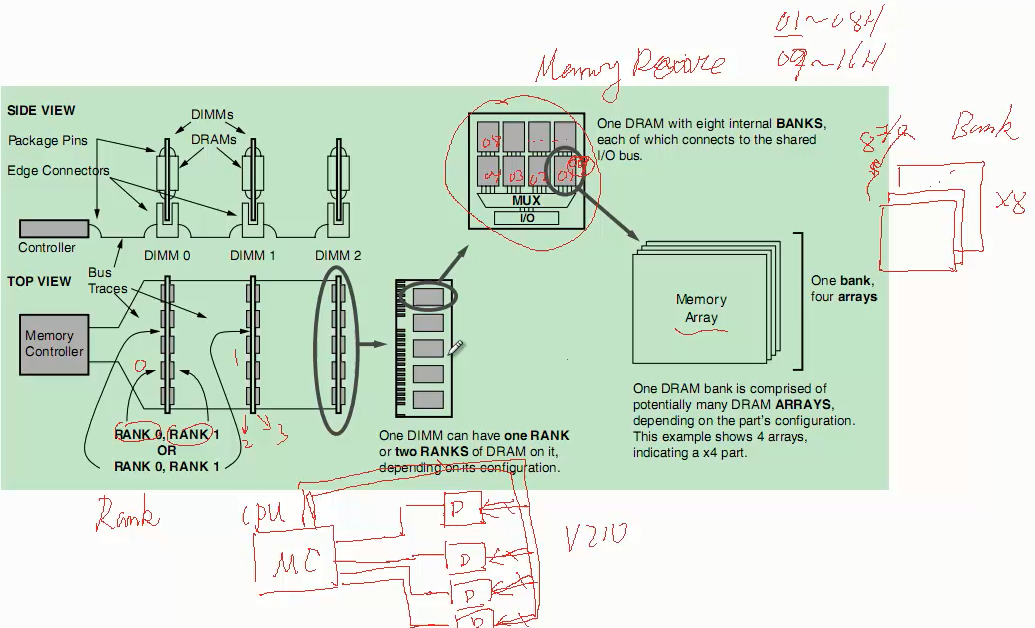 01~08H
09~16H
SIDE VIEW
Package Pins
Edge Connectors
DIMMs
DRAMs
Controller
DIMM 0
DIMM 1
DIMM 2
Bus
Traces
TOP VIEW
Memory
Controller
0
1
2
3
RANK 0, RANK 1
OR
RANK 0, RANK 1
One DIMM can have one RANK
or two RANKS of DRAM on it,
depending on its configuration.
Memory
08
04 03 02
MUX
I/O
One DRAM with eight internal BANKS,
each of which connects to the shared
I/O bus.
Memory
Array
One bank,
four arrays
One DRAM bank is comprised of
potentially many DRAM ARRAYS,
depending on the part's configuration.
This example shows 4 arrays,
indicating a x4 part.
Bank
x8
Rank
CPU
MC
D
D
D
D
V210